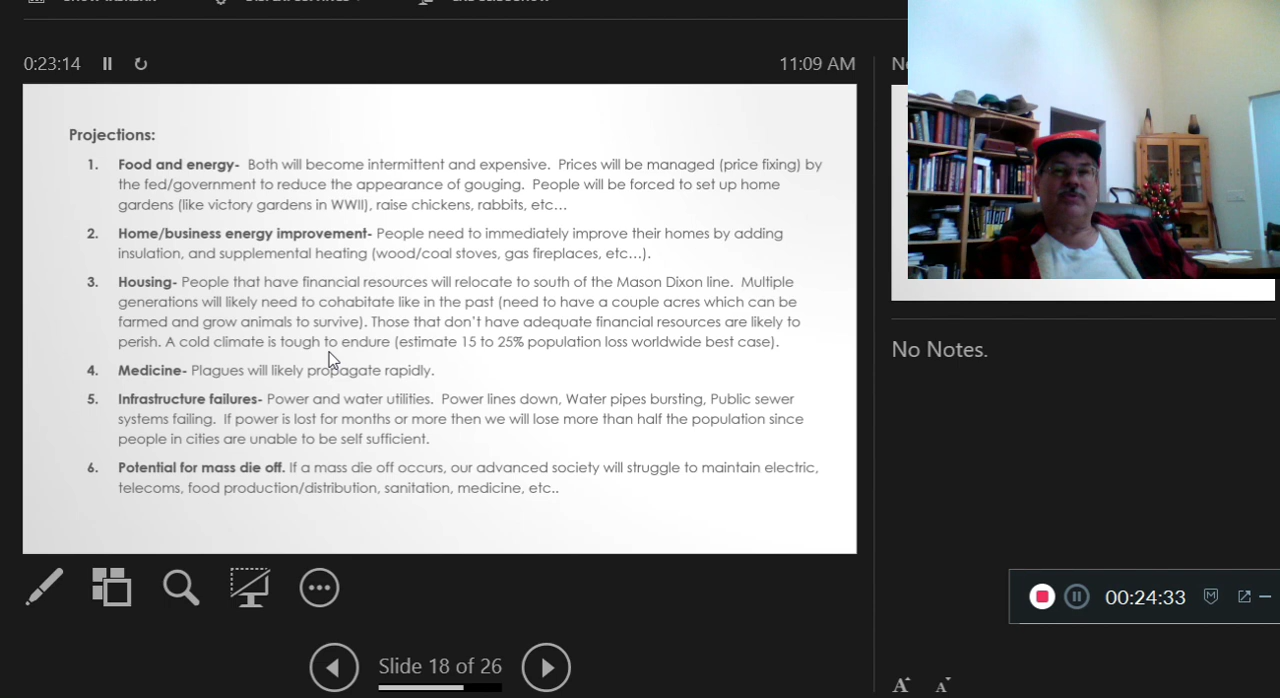 0:23:14
11:09 AM
No
Projections:
1. Food and energy- Both will become intermittent and expensive. Prices will be managed (price fixing) by
the fed/government to reduce the appearance of gouging. People will be forced to set up home
gardens (like victory gardens in WWII), raise chickens, rabbits, etc...
2. Home/business energy improvement- People need to immediately improve their homes by adding
insulation, and supplemental heating (wood/coal stoves, gas fireplaces, etc...).
3. Housing- People that have financial resources will relocate to south of the Mason Dixon line. Multiple
generations will likely need to cohabitate like in the past (need to have a couple acres which can be
farmed and grow animals to survive). Those that don't have adequate financial resources are likely to
perish. A cold climate is tough to endure (estimate 15 to 25% population loss worldwide best case).
4. Medicine- Plagues will likely propagate rapidly.
5. Infrastructure failures- Power and water utilities. Power lines down, Water pipes bursting, Public sewer
systems failing. If power is lost for months or more then we will lose more than half the population since
people in cities are unable to be self sufficient.
6. Potential for mass die off. If a mass die off occurs, our advanced society will struggle to maintain electric,
telecoms, food production/distribution, sanitation, medicine, etc..
No Notes.
00:24:33
Slide 18 of 26
A A